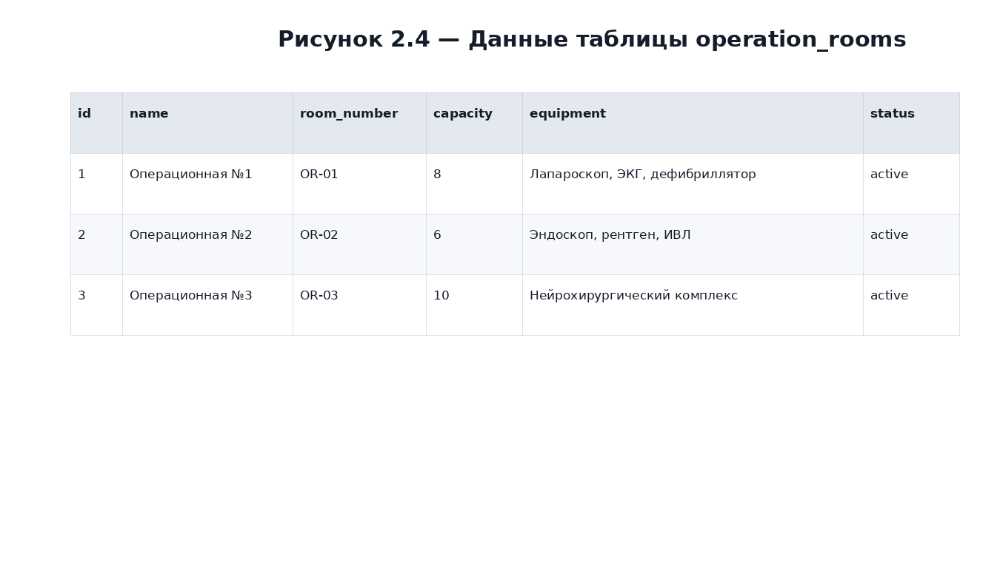 Рисунок 2.4 — Данные таблицы operation_rooms
id name room_number capacity equipment status
1 Операционная №1 OR-01 8 Лапароскоп, ЭКГ, дефибриллятор active
2 Операционная №2 OR-02 6 Эндоскоп, рентген, ИВЛ active
3 Операционная №3 OR-03 10 Нейрохирургический комплекс active